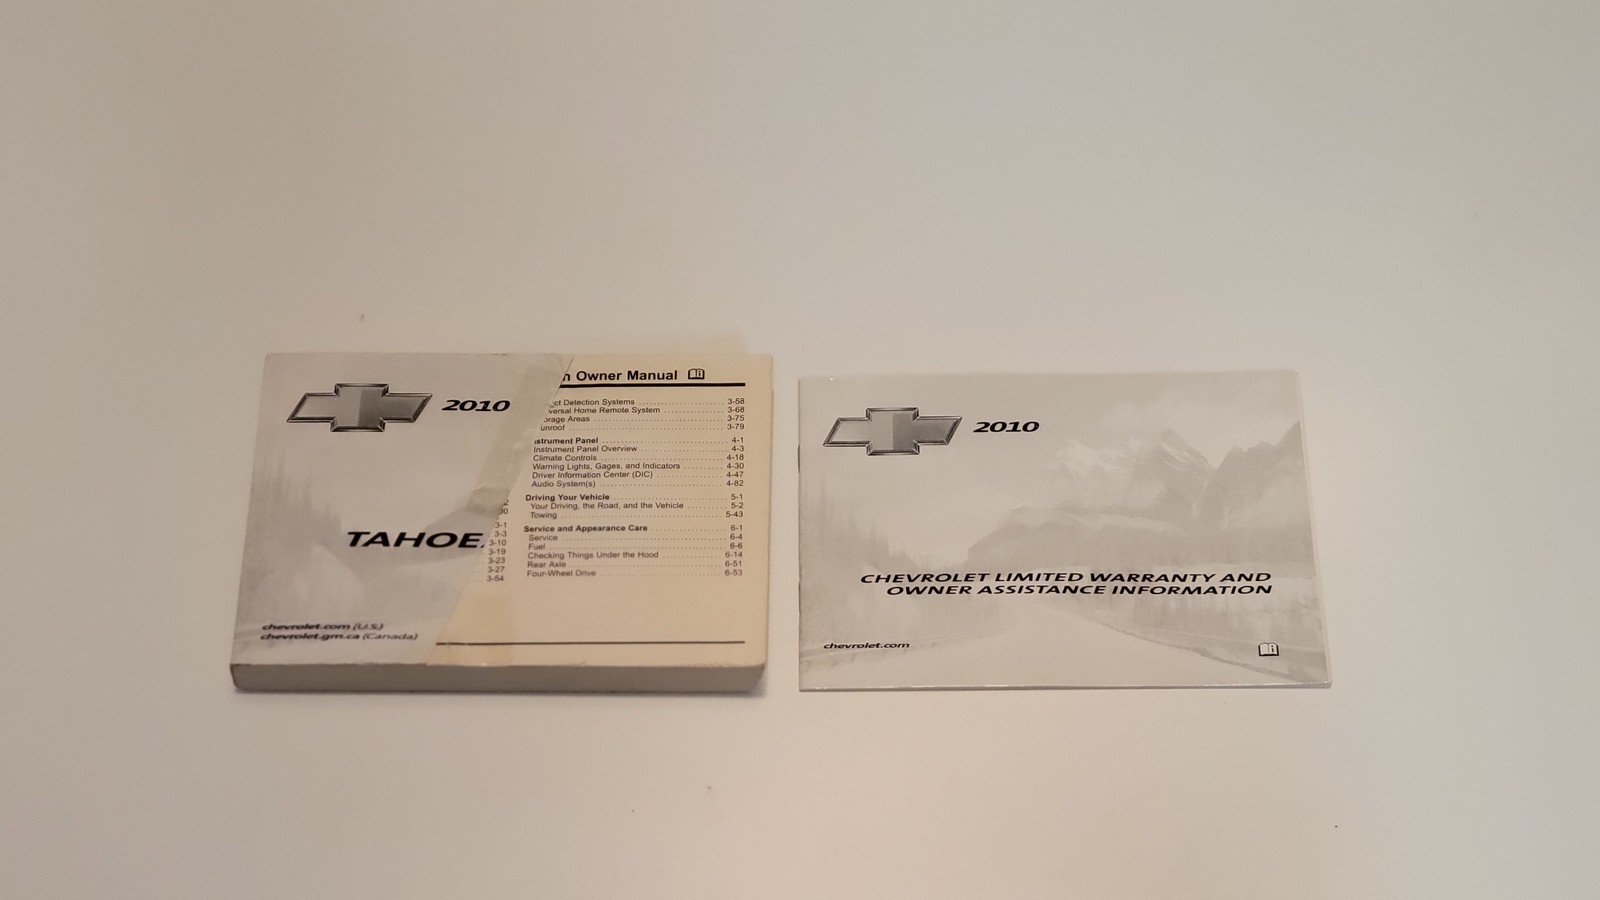 2010
TAHOE
chevrolet.com (U.S.)
chevrolet.gm.ca (Canada)
3-1
3-3
3-10
3-19
3-23
3-27
3-54
Owner Manual
Detection Systems ... 3-58
Home Remote System ... 3-68
Areas ... 3-75
3-79
Instrument Panel ... 4-1
Instrument Panel Overview ... 4-3
Climate Controls ... 4-18
Warning Lights, Gages, and Indicators ... 4-30
Driver Information Center (DIC) ... 4-47
Audio System(s) ... 4-82
Driving Your Vehicle ... 5-1
Your Driving, the Road, and the Vehicle ... 5-2
Towing ... 5-43
Service and Appearance Care ... 6-1
Service ... 6-4
Fuel ... 6-6
Checking Things Under the Hood ... 6-14
Rear Axle ... 6-51
Four-Wheel Drive ... 6-53
2010
CHEVROLET LIMITED WARRANTY AND
OWNER ASSISTANCE INFORMATION
chevrolet.com